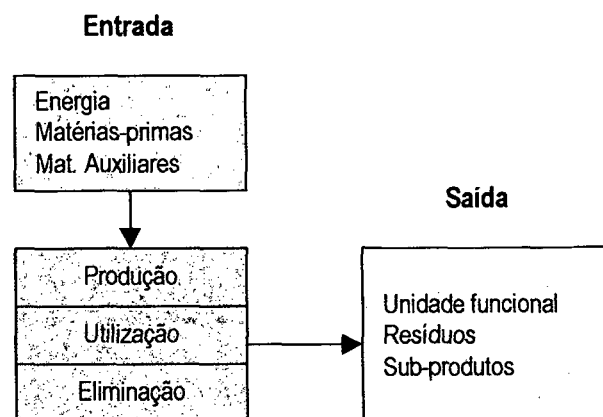 Entrada
Energia
Matérias-primas
Mat. Auxiliares
Saída
Produção
Utilização
Eliminação
Unidade funcional
Resíduos
Sub-produtos